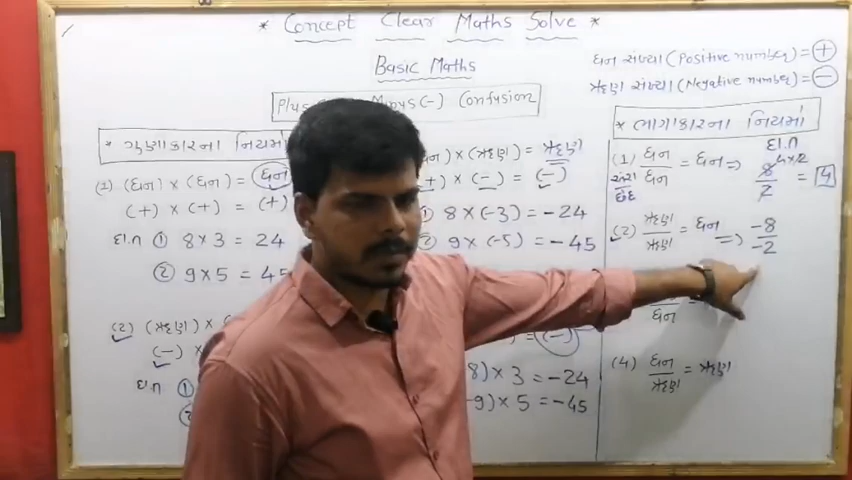 * Concept Clear Maths Solve *
Basic Maths
ધન સંખ્યા (Positive number) = (+)
ઋણ સંખ્યા (Negative number) = (-)
(-) Confusion
* ગુણાકારના નિયમ
(1) (ધન) × (ધન) = (ધન)
(+) × (+) = (+)
દા.ત ① 8 × 3 = 24
② 9 × 5 = 45
(2) (ઋણ) ×
(-) ×
દા.ત ①
) × (ઋણ) = ઋણ
× (-) = (-)
① 8 × (-3) = -24
② 9 × (-5) = -45
= (-)
8) × 3 = -24
-9) × 5 = -45
* ભાગાકારના નિયમો
દા.ત
(1) ધન/ધન = ધન => 8/2 = 4
અંશ
છેદ
(2) ઋણ/ઋણ = ધન => -8/-2
ધન
(4) ધન/ઋણ = ઋણ